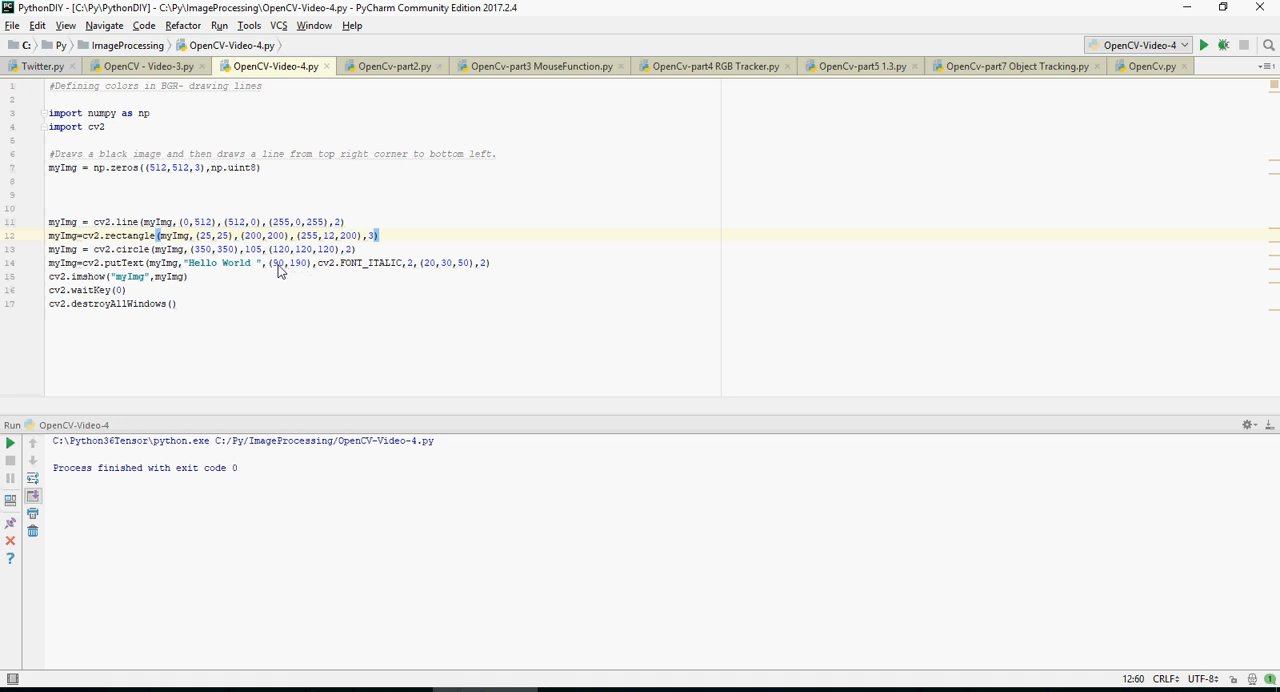 PythonDIY - [C:\Py\PythonDIY] - C:\Py\ImageProcessing\OpenCV-Video-4.py - PyCharm Community Edition 2017.2.4
File Edit View Navigate Code Refactor Run Tools VCS Window Help
C: Py ImageProcessing OpenCV-Video-4.py OpenCV-Video-4
Twitter.py OpenCV - Video-3.py OpenCV-Video-4.py OpenCv-part2.py OpenCv-part3 MouseFunction.py OpenCv-part4 RGB Tracker.py OpenCv-part5 1.3.py OpenCv-part7 Object Tracking.py OpenCv.py
1 #Defining colors in BGR- drawing lines
2
3 import numpy as np
4 import cv2
5
6 #Draws a black image and then draws a line from top right corner to bottom left.
7 myImg = np.zeros((512,512,3),np.uint8)
8
9
10
11 myImg = cv2.line(myImg,(0,512),(512,0),(255,0,255),2)
12 myImg=cv2.rectangle(myImg,(25,25),(200,200),(255,12,200),3)
13 myImg = cv2.circle(myImg,(350,350),105,(120,120,120),2)
14 myImg=cv2.putText(myImg,"Hello World ",(90,190),cv2.FONT_ITALIC,2,(20,30,50),2)
15 cv2.imshow("myImg",myImg)
16 cv2.waitKey(0)
17 cv2.destroyAllWindows()
Run OpenCV-Video-4
C:\Python36Tensor\python.exe C:/Py/ImageProcessing/OpenCV-Video-4.py
Process finished with exit code 0
12:60 CRLF UTF-8